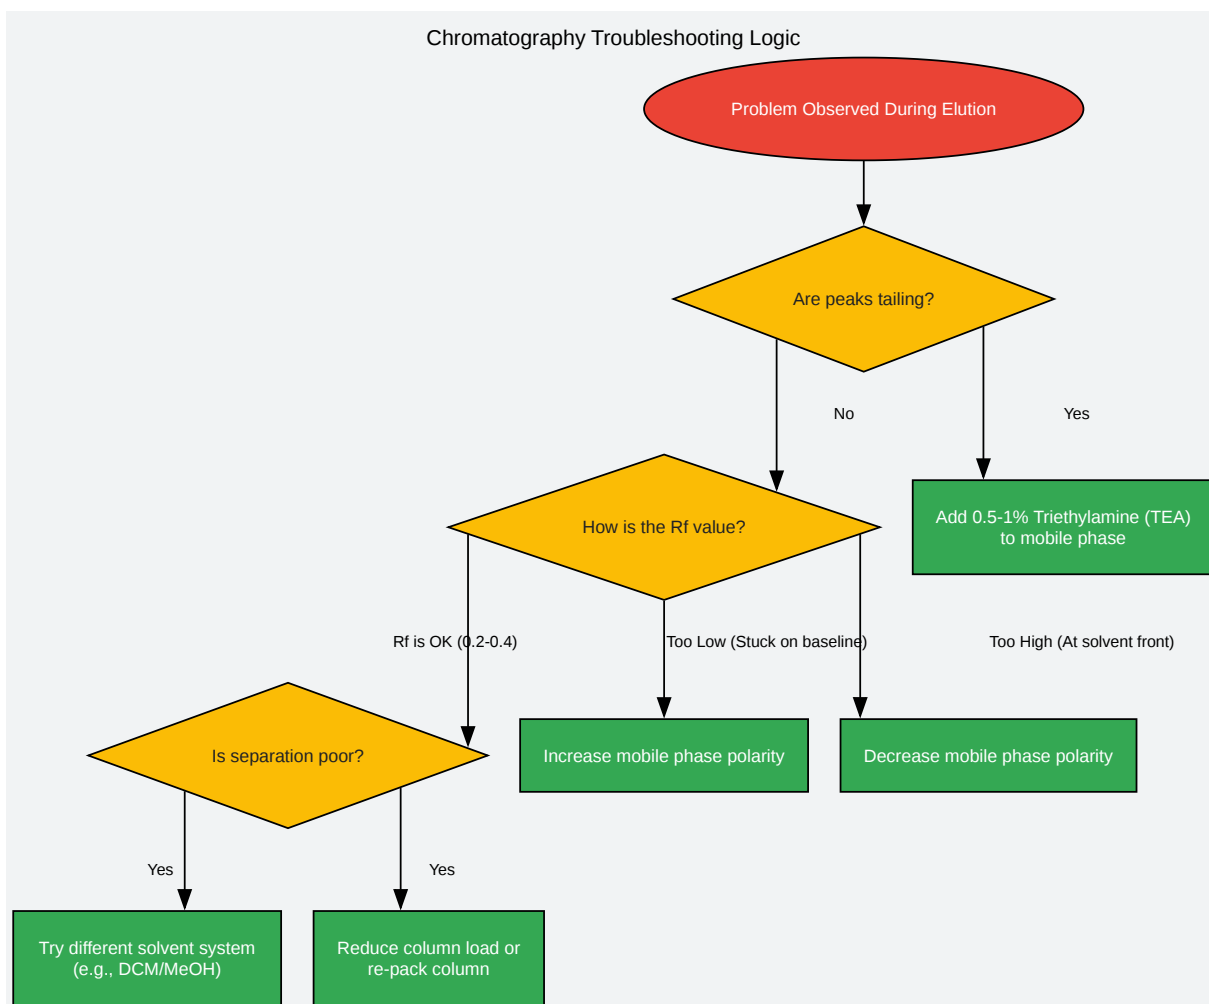 Chromatography Troubleshooting Logic
Problem Observed During Elution
Are peaks tailing?
No
Yes
How is the Rf value?
Add 0.5-1% Triethylamine (TEA)
to mobile phase
Rf is OK (0.2-0.4)
Too Low (Stuck on baseline)
Too High (At solvent front)
Is separation poor?
Increase mobile phase polarity
Decrease mobile phase polarity
Yes
Yes
Try different solvent system
(e.g., DCM/MeOH)
Reduce column load or
re-pack column